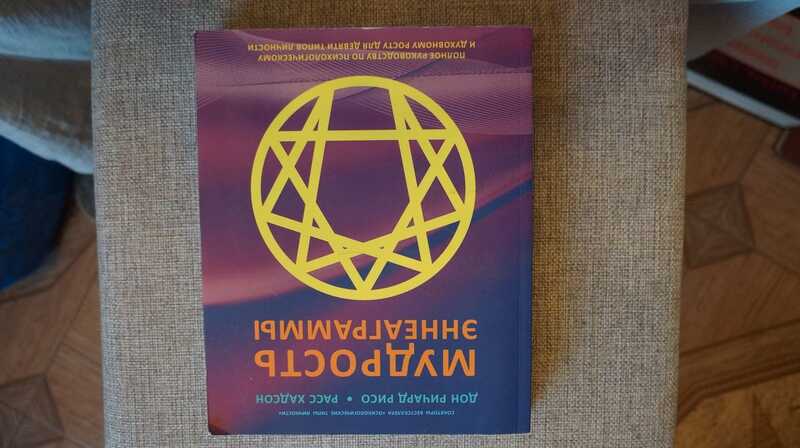 СОАВТОРЫ БЕСТСЕЛЛЕРА «ПСИХОЛОГИЧЕСКИЕ ТИПЫ ЛИЧНОСТИ»
ДОН РИЧАРД РИСО • РАСС ХАДСОН
МУДРОСТЬ
ЭННЕАГРАММЫ
ПОЛНОЕ РУКОВОДСТВО ПО ПСИХОЛОГИЧЕСКОМУ
И ДУХОВНОМУ РОСТУ ДЛЯ ДЕВЯТИ ТИПОВ ЛИЧНОСТИ